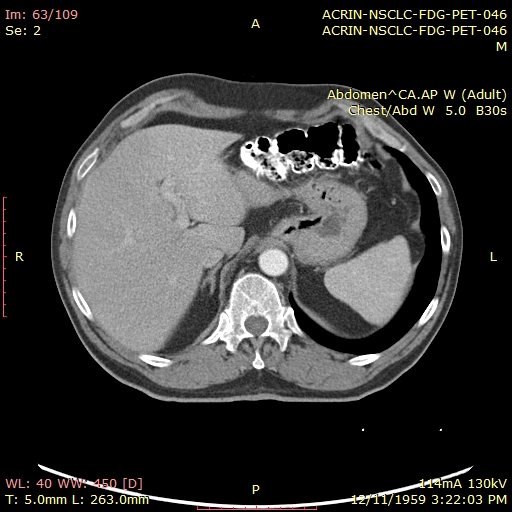 Im: 63/109
Se: 2
A
ACRIN-NSCLC-FDG-PET-046
ACRIN-NSCLC-FDG-PET-046
M
Abdomen^CA.AP W (Adult)
Chest/Abd W 5.0 B30s
R
L
WL: 40 WW: 450 [D]
T: 5.0mm L: 263.0mm
P
114mA 130kV
12/11/1959 3:22:03 PM